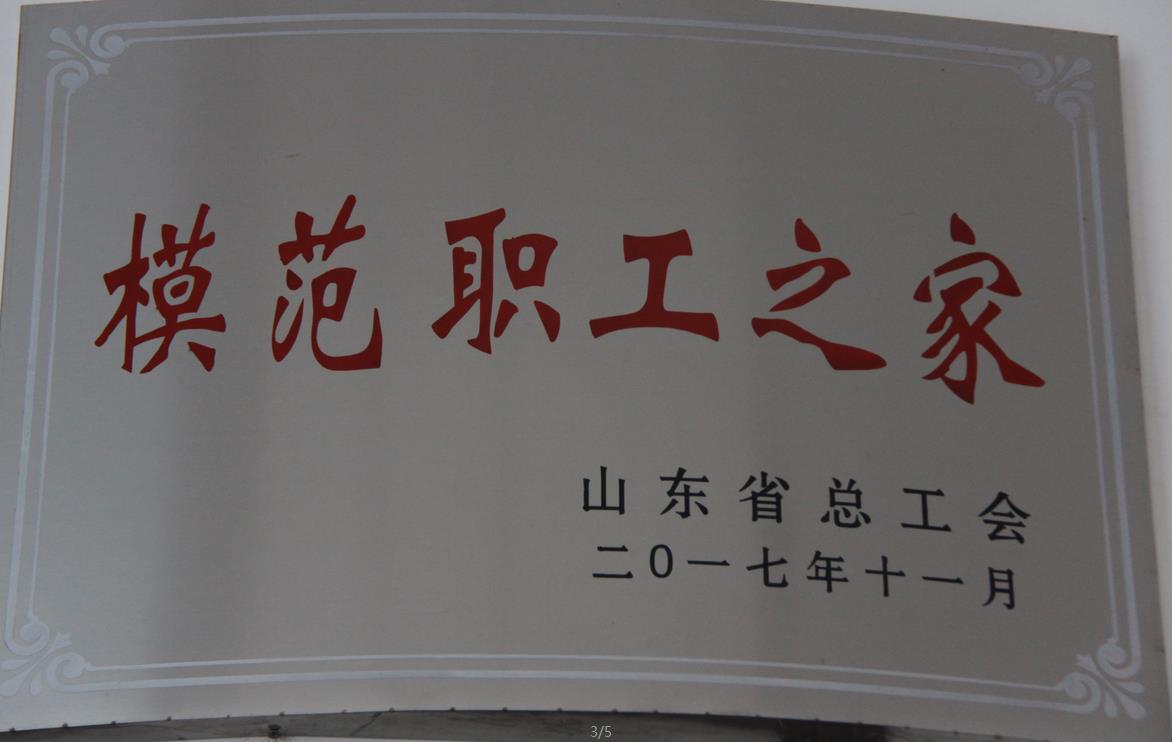 模范职工之家
山东省总工会
二0一七年十一月
3/5